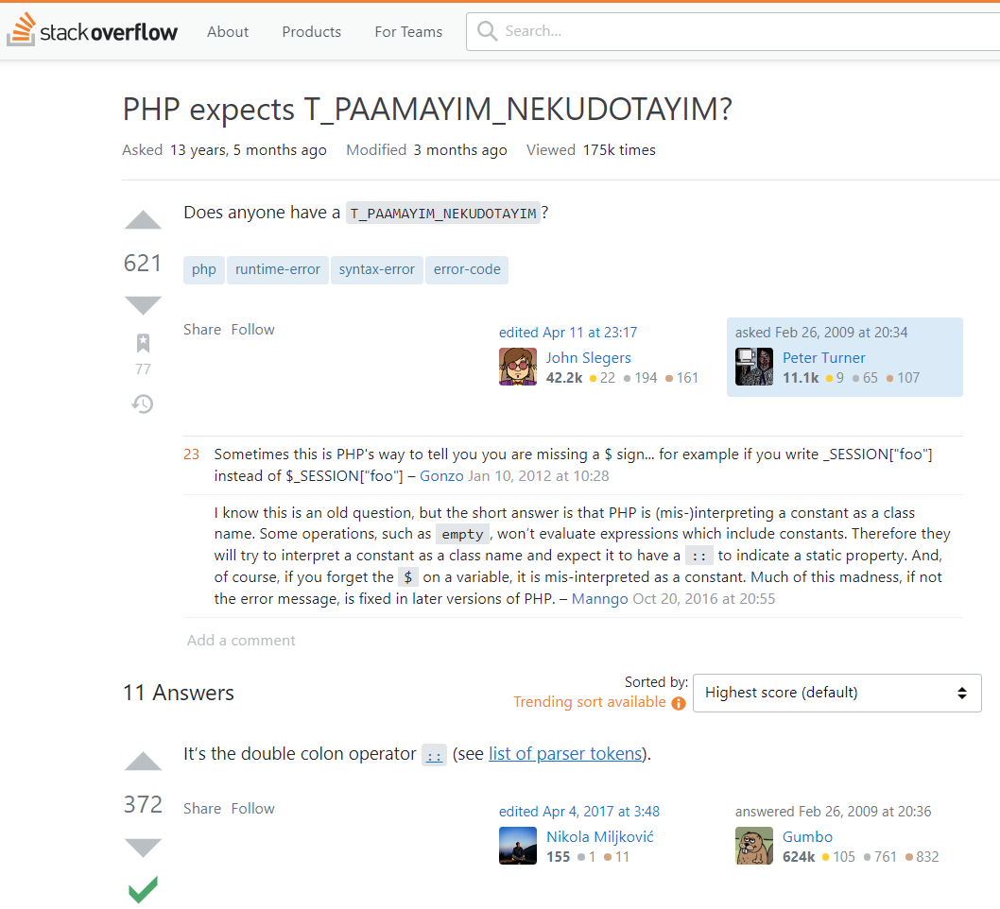 stack overflow About Products For Teams Search...
PHP expects T_PAAMAYIM_NEKUDOTAYIM?
Asked 13 years, 5 months ago Modified 3 months ago Viewed 175k times
Does anyone have a T_PAAMAYIM_NEKUDOTAYIM?
621
php runtime-error syntax-error error-code
Share Follow
edited Apr 11 at 23:17
John Slegers
42.2k 22 194 161
asked Feb 26, 2009 at 20:34
Peter Turner
11.1k 9 65 107
77
23 Sometimes this is PHP's way to tell you you are missing a $ sign... for example if you write _SESSION["foo"]
instead of $_SESSION["foo"] – Gonzo Jan 10, 2012 at 10:28
I know this is an old question, but the short answer is that PHP is (mis-)interpreting a constant as a class
name. Some operations, such as empty , won't evaluate expressions which include constants. Therefore they
will try to interpret a constant as a class name and expect it to have a :: to indicate a static property. And,
of course, if you forget the $ on a variable, it is mis-interpreted as a constant. Much of this madness, if not
the error message, is fixed in later versions of PHP. – Manngo Oct 20, 2016 at 20:55
Add a comment
11 Answers
Sorted by:
Trending sort available
Highest score (default)
It's the double colon operator :: (see list of parser tokens).
372
Share Follow
edited Apr 4, 2017 at 3:48
Nikola Miljković
155 1 11
answered Feb 26, 2009 at 20:36
Gumbo
624k 105 761 832